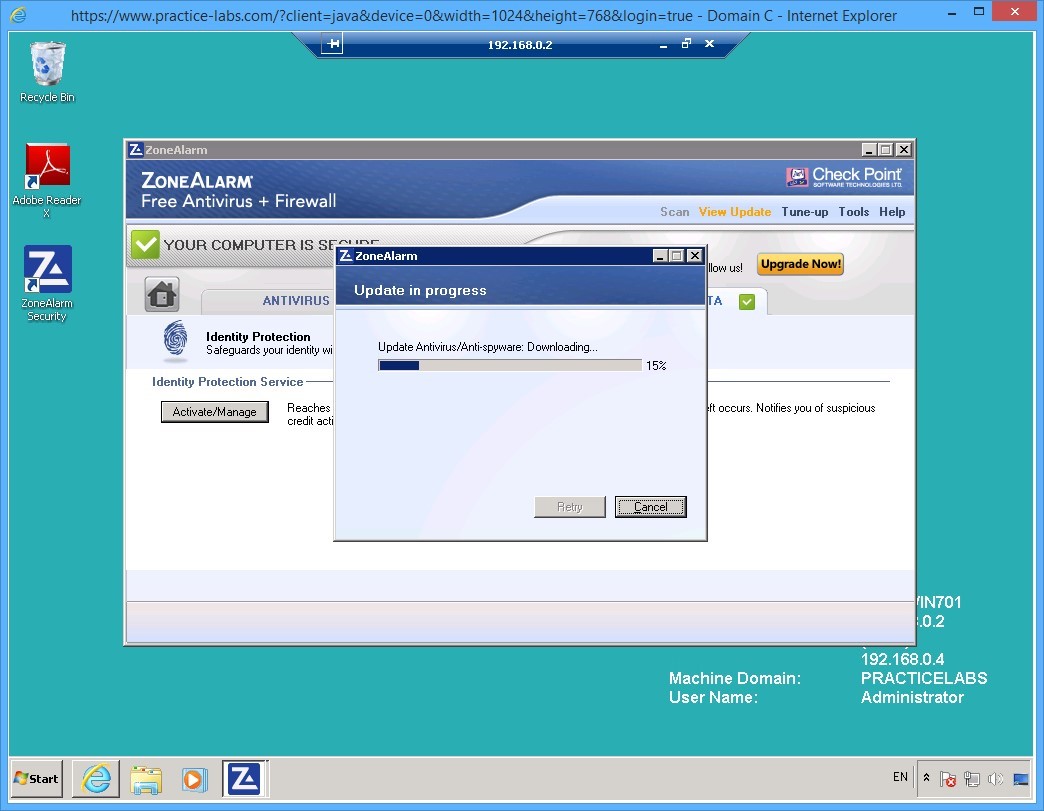 https://www.practice-labs.com/?client=java&device=0&width=1024&height=768&login=true - Domain C - Internet Explorer
192.168.0.2
Recycle Bin
Adobe Reader
X
ZoneAlarm
Security
ZoneAlarm
ZONEALARM
Free Antivirus + Firewall
Check Point
SOFTWARE TECHNOLOGIES LTD.
Scan View Update Tune-up Tools Help
YOUR COMPUTER IS SECURE
llow us! Upgrade Now!
ANTIVIRUS
TA
Identity Protection
Safeguards your identity wi
Identity Protection Service
Activate/Manage
Reaches
credit acti
eft occurs. Notifies you of suspicious
ZoneAlarm
Update in progress
Update Antivirus/Anti-spyware: Downloading...
15%
Retry Cancel
WIN701
.0.2
192.168.0.4
Machine Domain: PRACTICELABS
User Name: Administrator
Start
EN